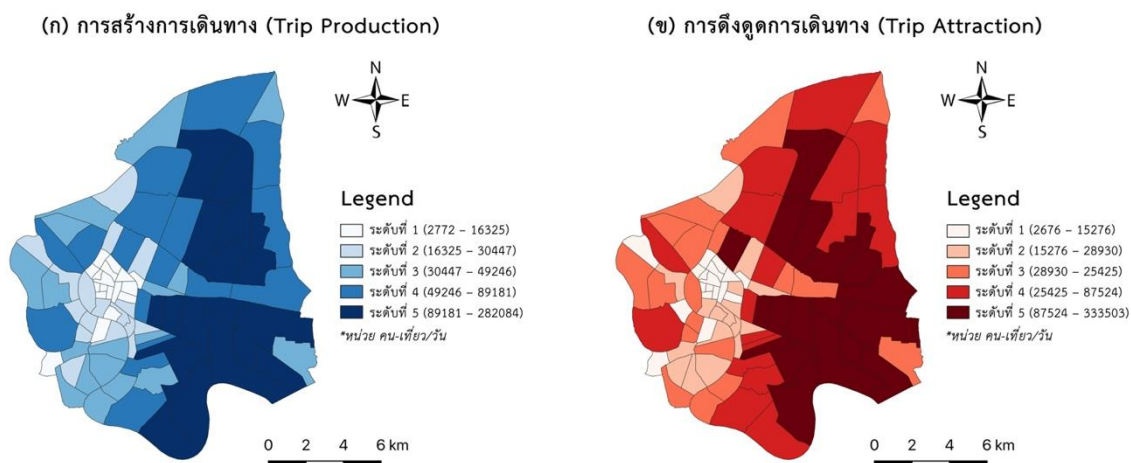 (ก) การสร้างการเดินทาง (Trip Production)
N
W E
S
Legend
ระดับที่ 1 (2772 – 16325)
ระดับที่ 2 (16325 – 30447)
ระดับที่ 3 (30447 – 49246)
ระดับที่ 4 (49246 – 89181)
ระดับที่ 5 (89181 – 282084)
*หน่วย คน-เที่ยว/วัน
0 2 4 6 km
(ข) การดึงดูดการเดินทาง (Trip Attraction)
N
W E
S
Legend
ระดับที่ 1 (2676 – 15276)
ระดับที่ 2 (15276 – 28930)
ระดับที่ 3 (28930 – 25425)
ระดับที่ 4 (25425 – 87524)
ระดับที่ 5 (87524 – 333503)
*หน่วย คน-เที่ยว/วัน
0 2 4 6 km